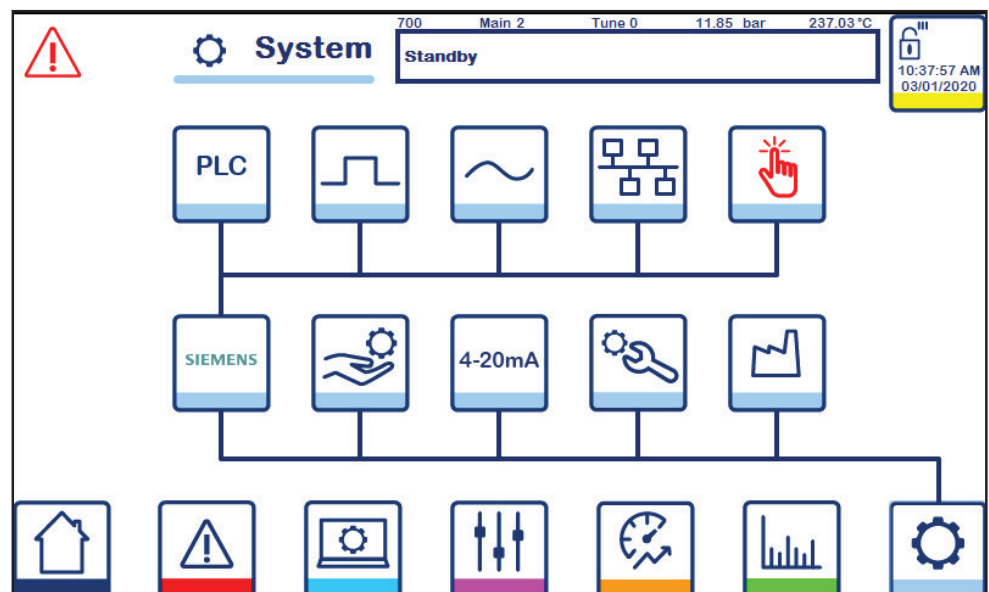 700 Main 2 Tune 0 11.85 bar 237.03 °C
System
Standby
10:37:57 AM
03/01/2020
PLC
SIEMENS
4-20mA